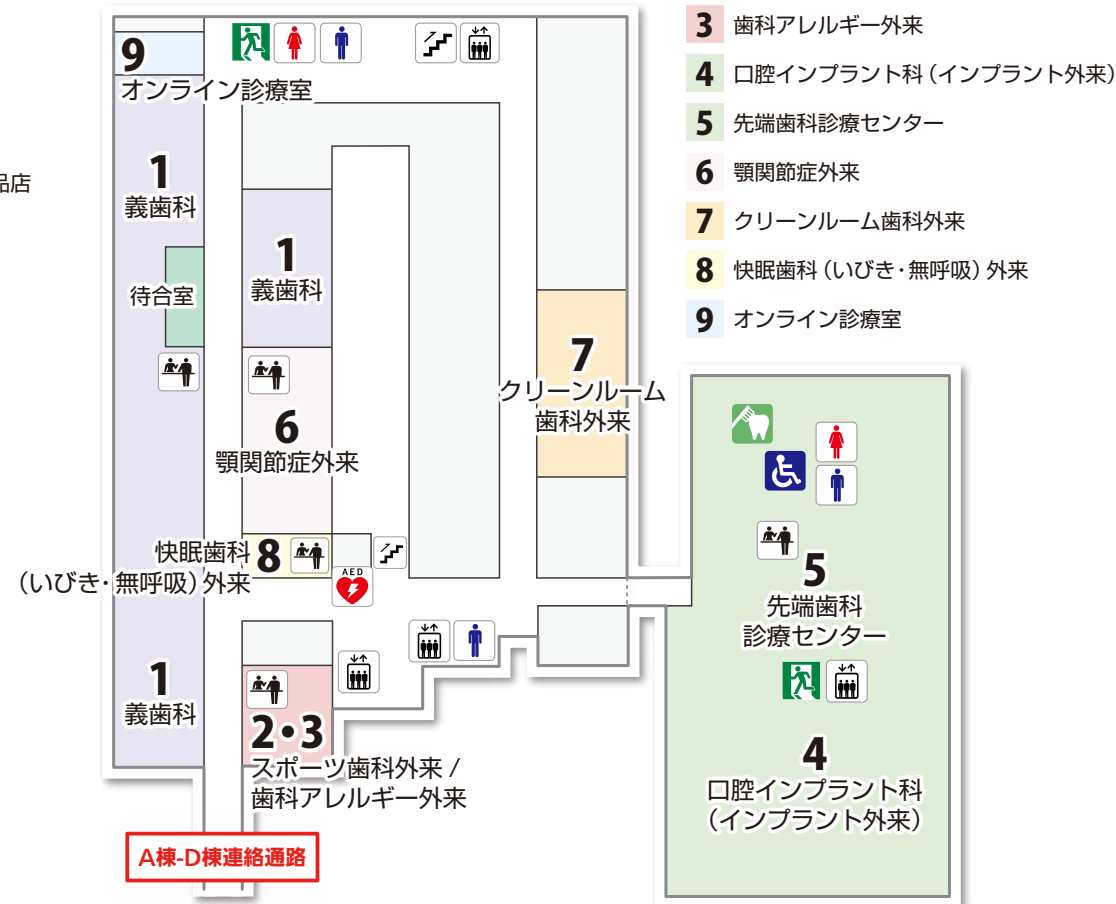 9
オンライン診療室
1
義歯科
待合室
1
義歯科
6
顎関節症外来
快眠歯科
(いびき・無呼吸)外来
8
AED
1
義歯科
2・3
スポーツ歯科外来 /
歯科アレルギー外来
A棟-D棟連絡通路
7
クリーンルーム
歯科外来
5
先端歯科
診療センター
4
口腔インプラント科
(インプラント外来)
品店
3 歯科アレルギー外来
4 口腔インプラント科(インプラント外来)
5 先端歯科診療センター
6 顎関節症外来
7 クリーンルーム歯科外来
8 快眠歯科(いびき・無呼吸)外来
9 オンライン診療室